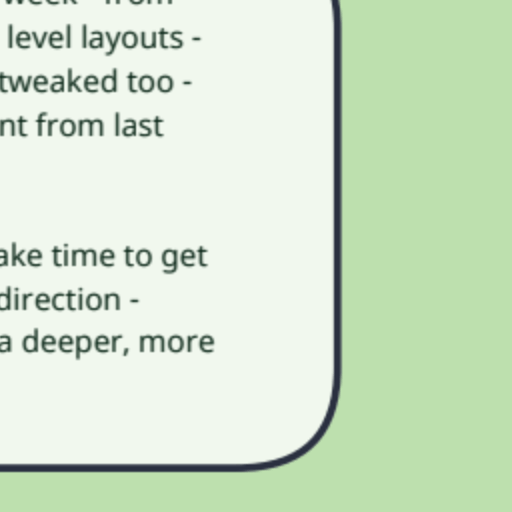 week - from
level layouts -
tweaked too -
nt from last
ake time to get
direction -
a deeper, more